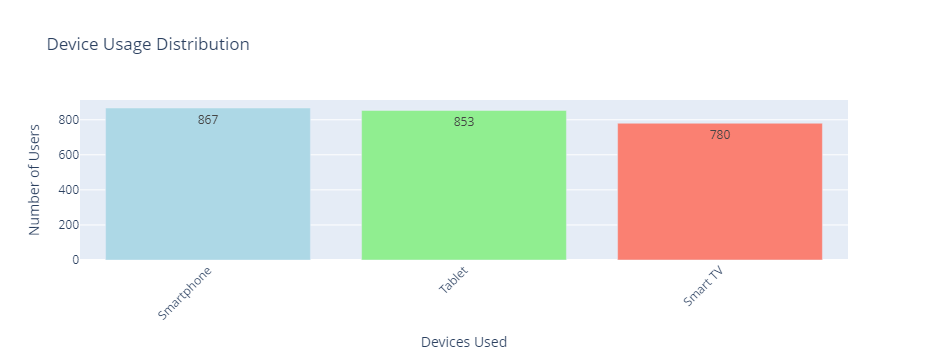 Device Usage Distribution
Number of Users
800
600
400
200
0
867
853
780
Smartphone
Tablet
Smart TV
Devices Used